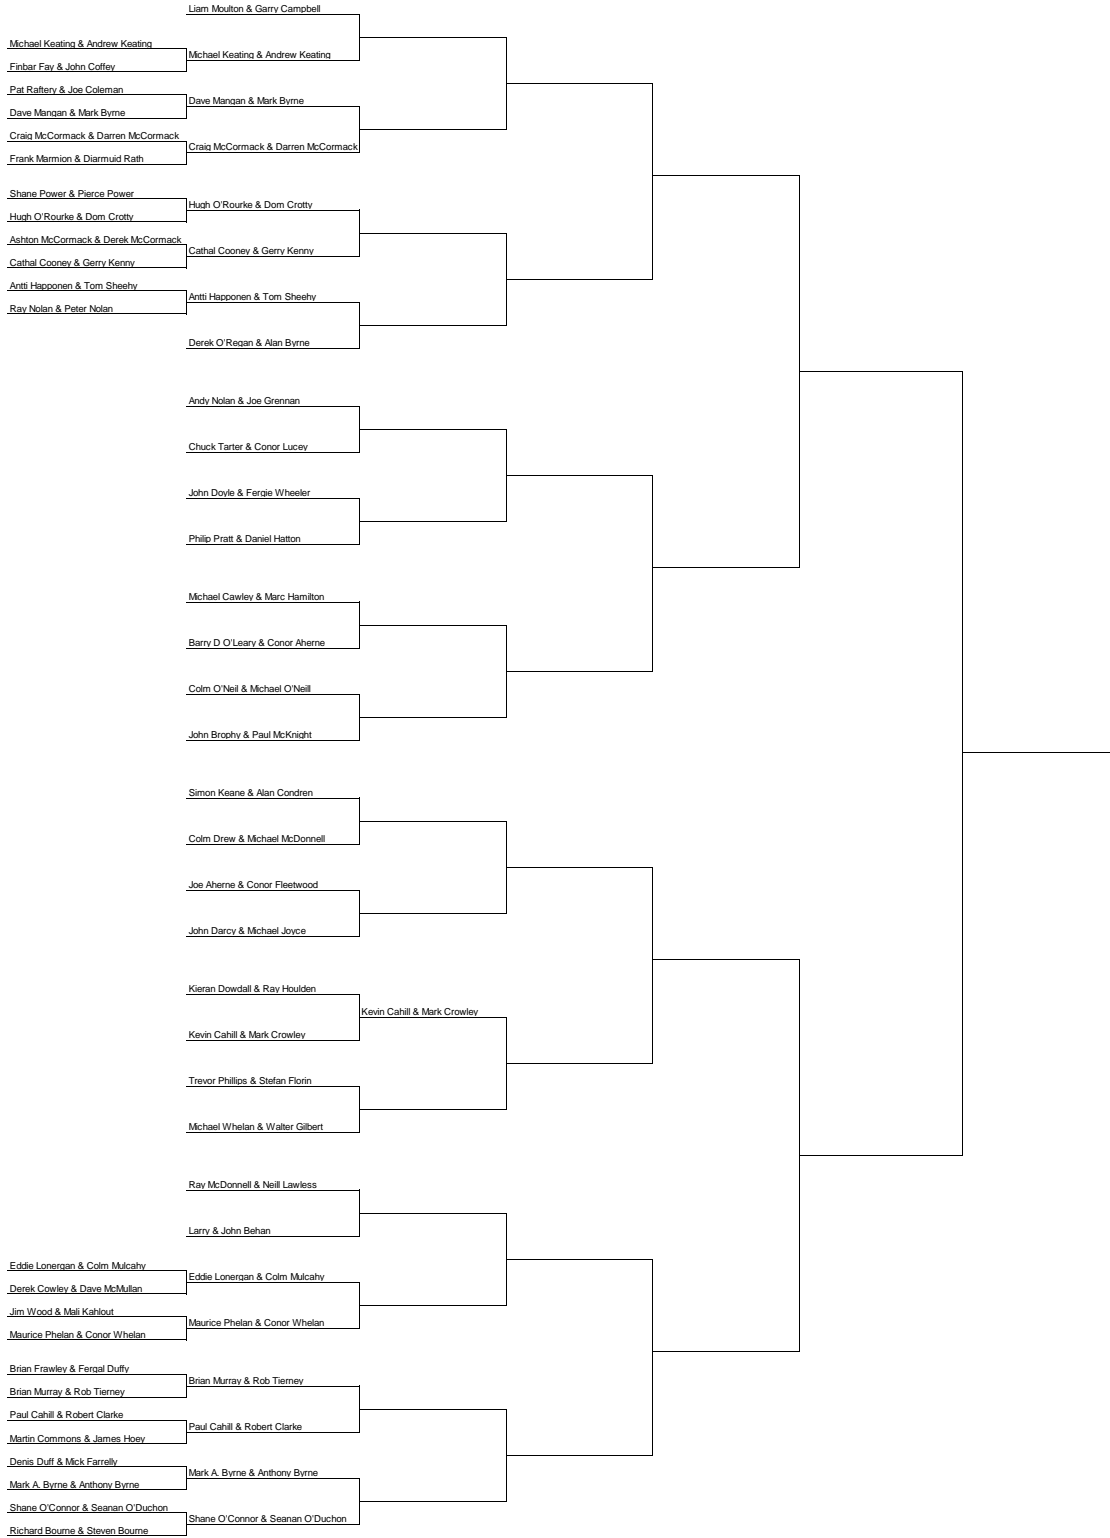 Liam Moulton & Garry Campbell
Michael Keating & Andrew Keating
Michael Keating & Andrew Keating
Finbar Fay & John Coffey
Pat Raftery & Joe Coleman
Dave Mangan & Mark Byrne
Dave Mangan & Mark Byrne
Craig McCormack & Darren McCormack
Craig McCormack & Darren McCormack
Frank Marmion & Diarmuid Rath
Shane Power & Pierce Power
Hugh O'Rourke & Dom Crotty
Hugh O'Rourke & Dom Crotty
Ashton McCormack & Derek McCormack
Cathal Cooney & Gerry Kenny
Cathal Cooney & Gerry Kenny
Antti Happonen & Tom Sheehy
Antti Happonen & Tom Sheehy
Ray Nolan & Peter Nolan
Derek O'Regan & Alan Byrne
Andy Nolan & Joe Grennan
Chuck Tarter & Conor Lucey
John Doyle & Fergie Wheeler
Philip Pratt & Daniel Hatton
Michael Cawley & Marc Hamilton
Barry D O'Leary & Conor Aherne
Colm O'Neil & Michael O'Neill
John Brophy & Paul McKnight
Simon Keane & Alan Condren
Colm Drew & Michael McDonnell
Joe Aherne & Conor Fleetwood
John Darcy & Michael Joyce
Kieran Dowdall & Ray Houlden
Kevin Cahill & Mark Crowley
Kevin Cahill & Mark Crowley
Trevor Phillips & Stefan Florin
Michael Whelan & Walter Gilbert
Ray McDonnell & Neill Lawless
Larry & John Behan
Eddie Lonergan & Colm Mulcahy
Eddie Lonergan & Colm Mulcahy
Derek Cowley & Dave McMullan
Jim Wood & Mali Kahlout
Maurice Phelan & Conor Whelan
Maurice Phelan & Conor Whelan
Brian Frawley & Fergal Duffy
Brian Murray & Rob Tierney
Brian Murray & Rob Tierney
Paul Cahill & Robert Clarke
Paul Cahill & Robert Clarke
Martin Commons & James Hoey
Denis Duff & Mick Farrelly
Mark A. Byrne & Anthony Byrne
Mark A. Byrne & Anthony Byrne
Shane O'Connor & Seanan O'Duchon
Shane O'Connor & Seanan O'Duchon
Richard Bourne & Steven Bourne